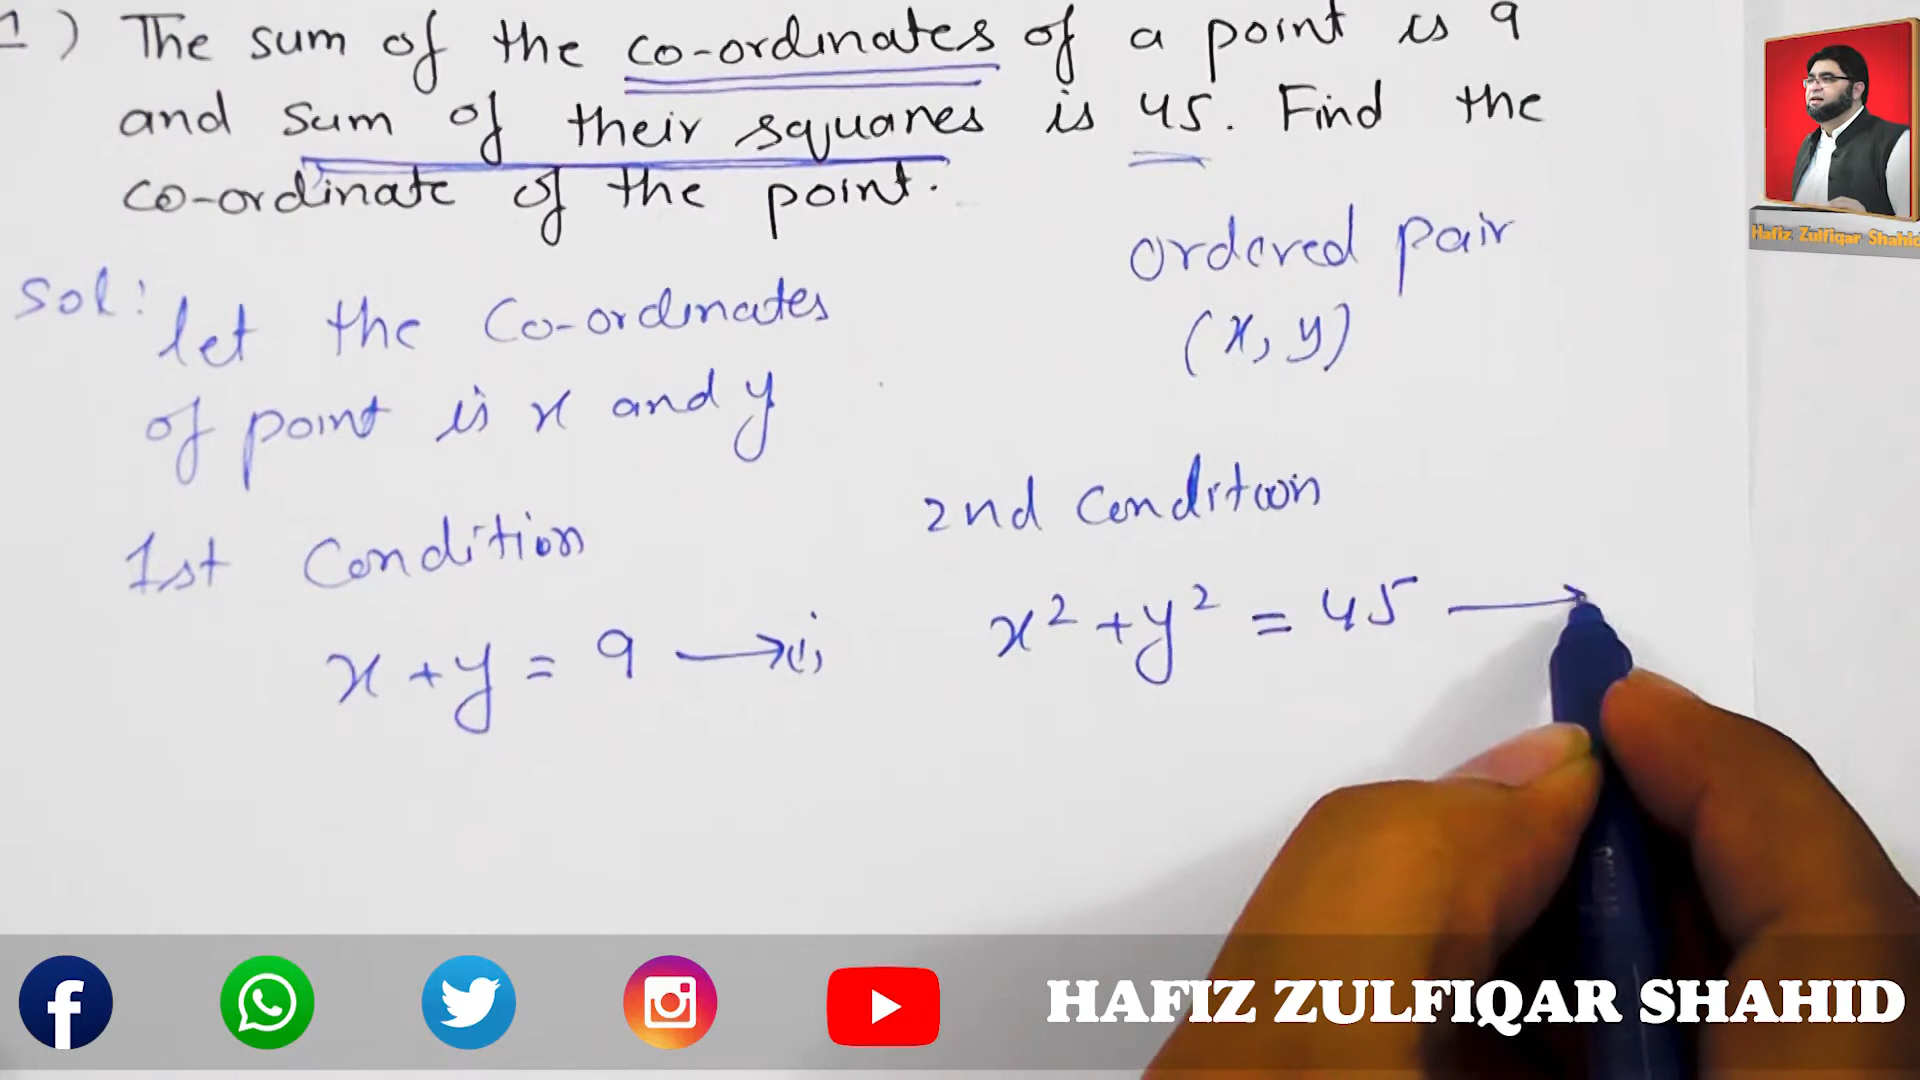 1) The sum of the co-ordinates of a point is 9
and sum of their squares is 45. Find the
co-ordinate of the point.
Hafiz Zulfiqar Shahid
ordered pair
(x, y)
Sol: let the Co-ordinates
of point is x and y
1st Condition
x + y = 9 → (i)
2nd Condition
x² + y² = 45 →
HAFIZ ZULFIQAR SHAHID